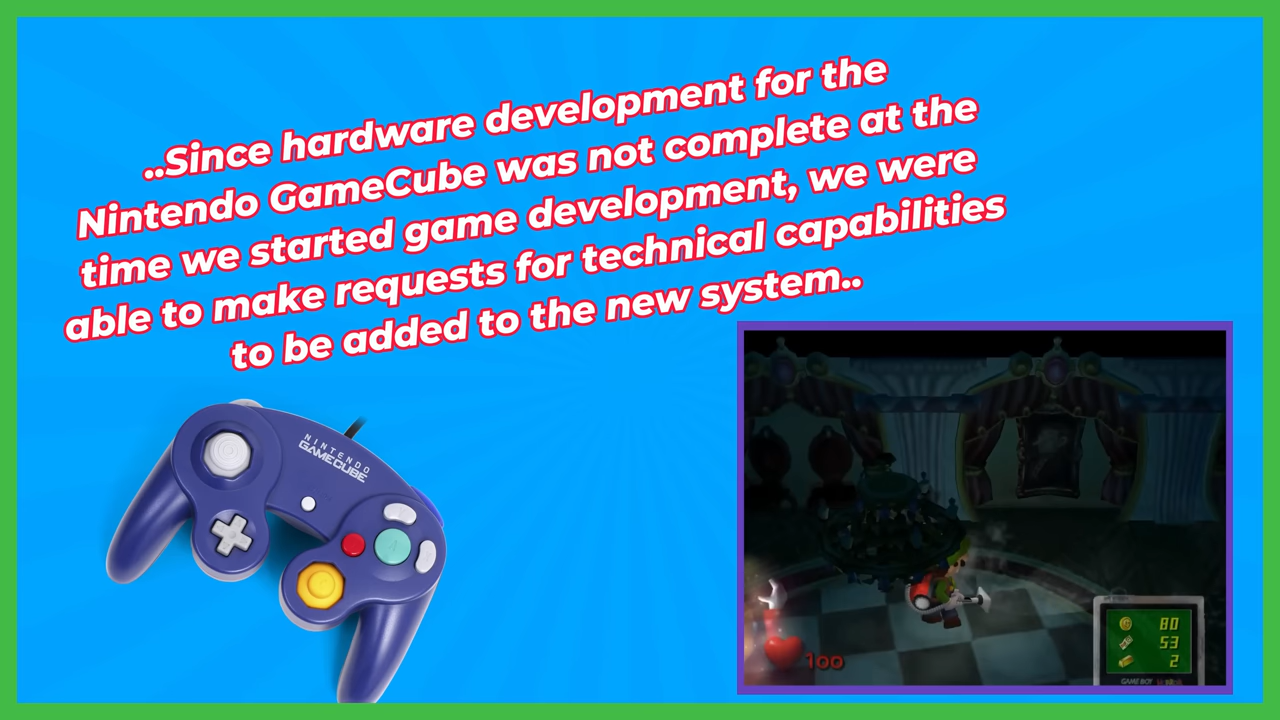 ..Since hardware development for the
Nintendo GameCube was not complete at the
time we started game development, we were
able to make requests for technical capabilities
to be added to the new system..
NINTENDO
GAMECUBE
80
53
2
100
GAME BOY